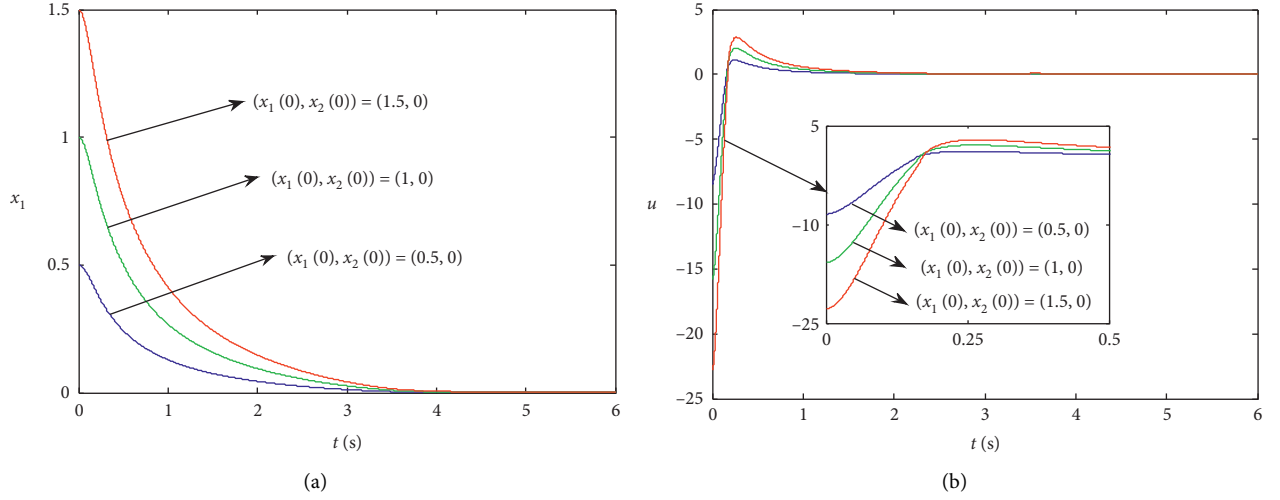 1.5
1
0.5
0
x₁
(x₁ (0), x₂ (0)) = (1.5, 0)
(x₁ (0), x₂ (0)) = (1, 0)
(x₁ (0), x₂ (0)) = (0.5, 0)
0 1 2 3 4 5 6
t (s)
(a)
5
0
−5
−10
−15
−20
−25
u
5
−10
−25
(x₁ (0), x₂ (0)) = (0.5, 0)
(x₁ (0), x₂ (0)) = (1, 0)
(x₁ (0), x₂ (0)) = (1.5, 0)
0 0.25 0.5
0 1 2 3 4 5 6
t (s)
(b)